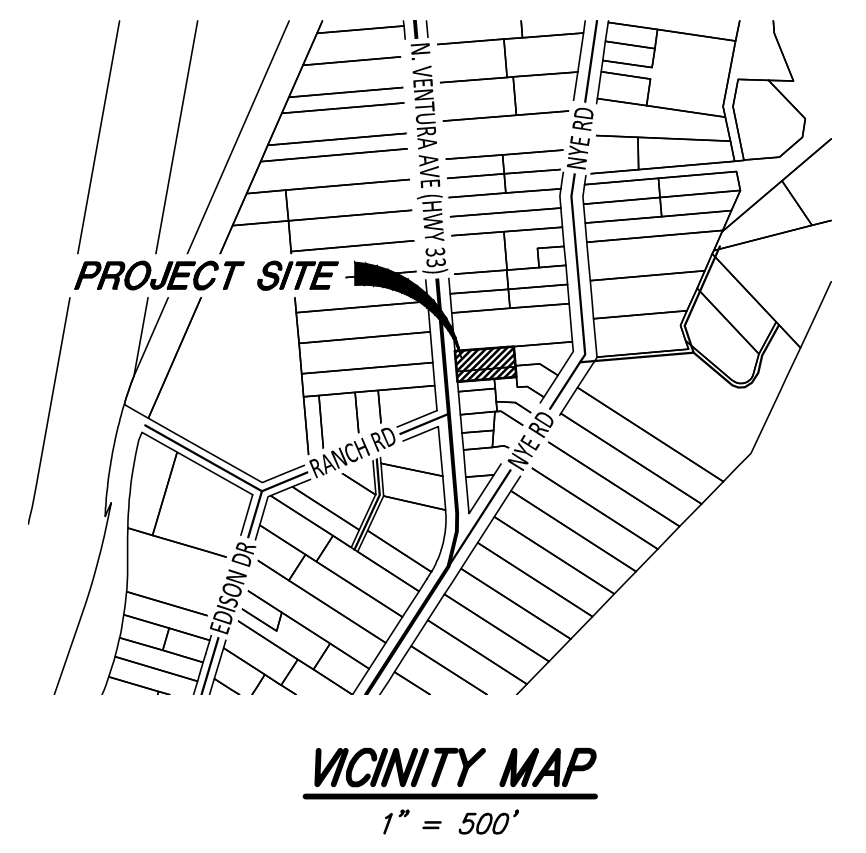 N. VENTURA AVE (HWY 33)
NYE RD
PROJECT SITE
RANCH RD
NYE RD
EDISON DR
VICINITY MAP
1" = 500'